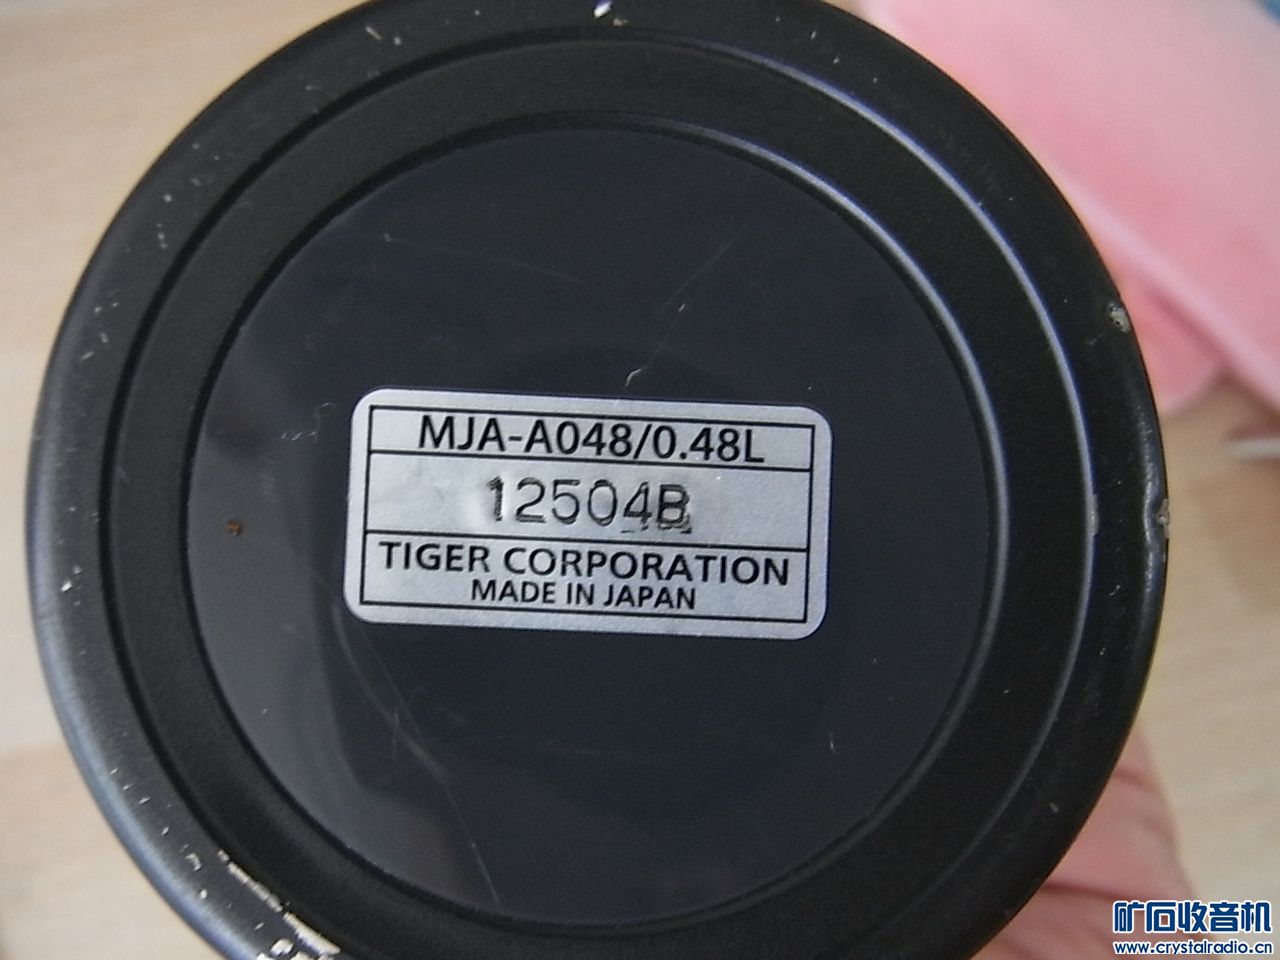 MJA-A048/0.48L
12504B
TIGER CORPORATION
MADE IN JAPAN
矿石收音机
www.crystalradio.cn